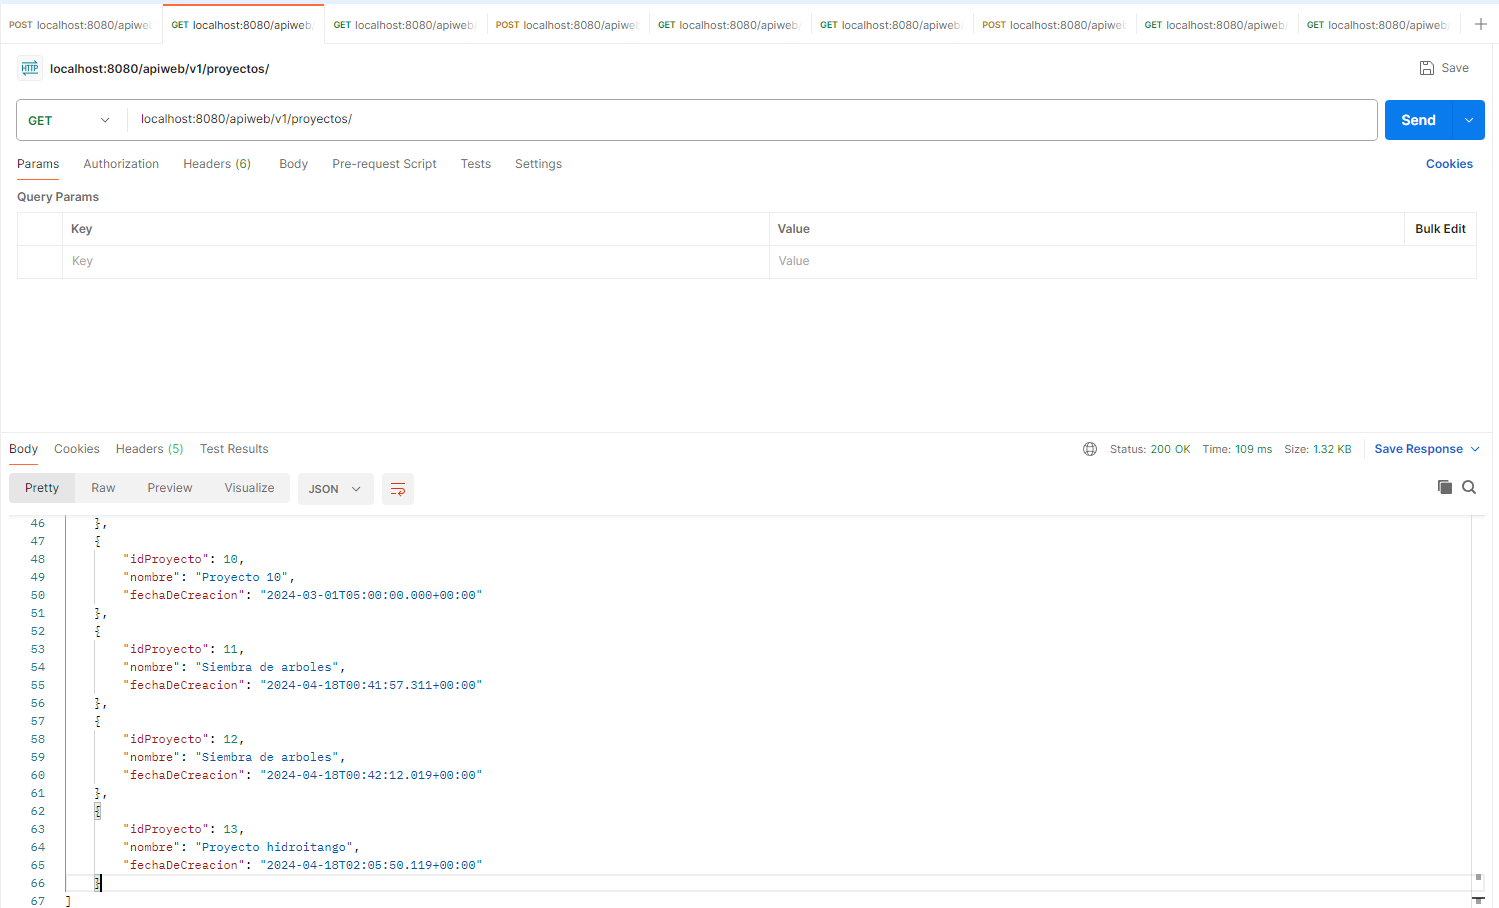 POST localhost:8080/apiwe
GET localhost:8080/apiweb/
GET localhost:8080/apiweb/
POST localhost:8080/apiwe
GET localhost:8080/apiweb/
GET localhost:8080/apiweb/
POST localhost:8080/apiwe
GET localhost:8080/apiweb/
GET localhost:8080/apiweb/
HTTP localhost:8080/apiweb/v1/proyectos/
Save
GET
localhost:8080/apiweb/v1/proyectos/
Send
Params Authorization Headers (6) Body Pre-request Script Tests Settings Cookies
Query Params
Key Value Bulk Edit
Key Value
Body Cookies Headers (5) Test Results Status: 200 OK Time: 109 ms Size: 1.32 KB Save Response
Pretty Raw Preview Visualize JSON
46 },
47 {
48 "idProyecto": 10,
49 "nombre": "Proyecto 10",
50 "fechaDeCreacion": "2024-03-01T05:00:00.000+00:00"
51 },
52 {
53 "idProyecto": 11,
54 "nombre": "Siembra de arboles",
55 "fechaDeCreacion": "2024-04-18T00:41:57.311+00:00"
56 },
57 {
58 "idProyecto": 12,
59 "nombre": "Siembra de arboles",
60 "fechaDeCreacion": "2024-04-18T00:42:12.019+00:00"
61 },
62 {
63 "idProyecto": 13,
64 "nombre": "Proyecto hidroitango",
65 "fechaDeCreacion": "2024-04-18T02:05:50.119+00:00"
66 }
67 ]